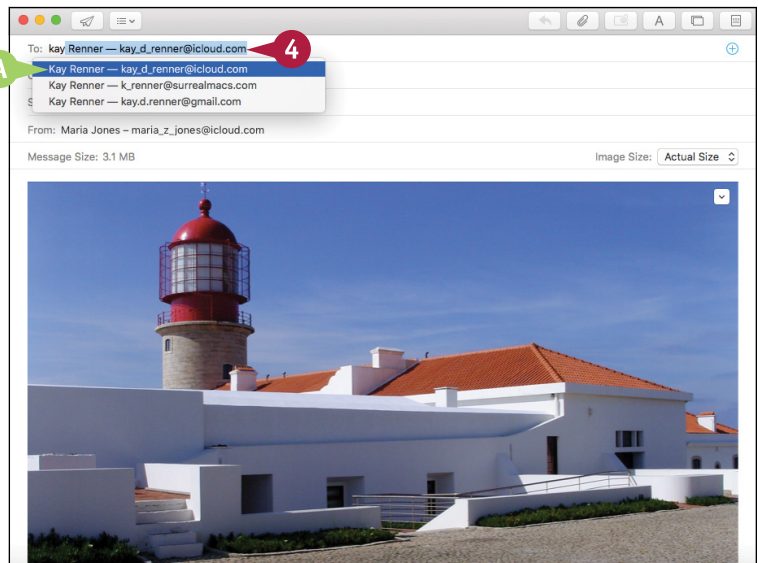 To: kay Renner — kay_d_renner@icloud.com
4
A
Kay Renner — kay_d_renner@icloud.com
Kay Renner — k_renner@surrealmacs.com
Kay Renner — kay.d.renner@gmail.com
From: Maria Jones – maria_z_jones@icloud.com
Message Size: 3.1 MB
Image Size: Actual Size
A